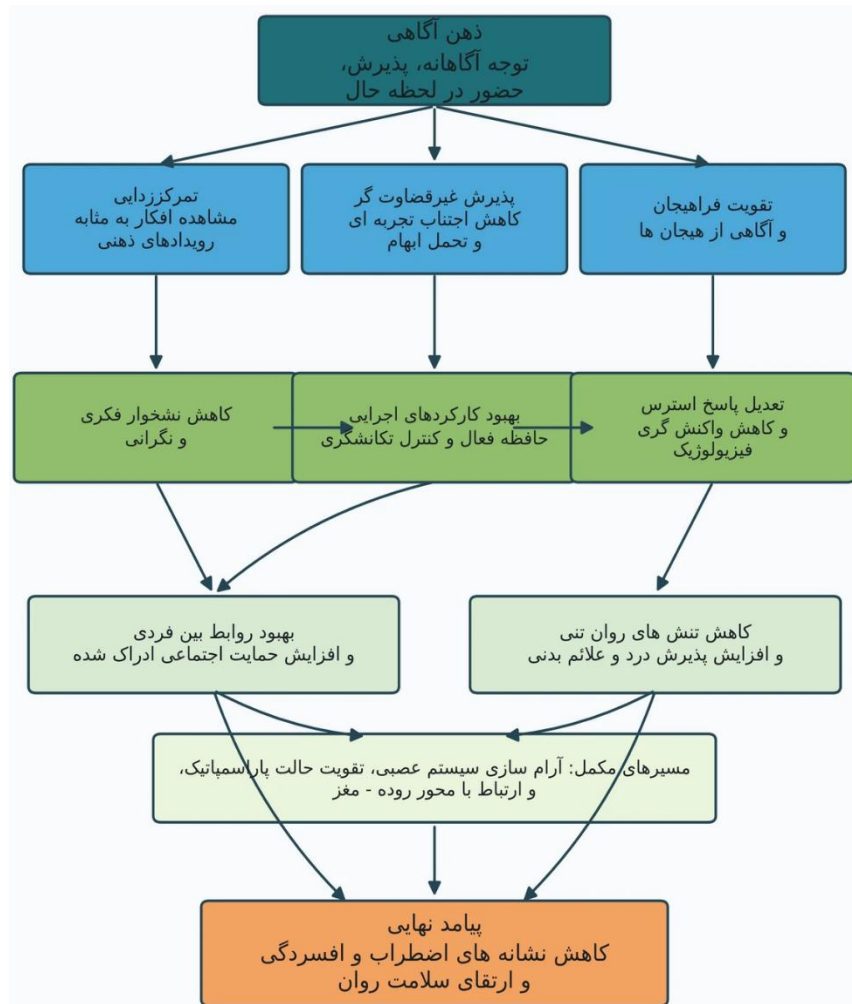 ذهن آگاهی
توجه آگاهانه، پذیرش،
حضور در لحظه حال
تمرکززدایی
مشاهده افکار به مثابه
رویدادهای ذهنی
پذیرش غیرقضاوت گر
کاهش اجتناب تجربه ای
و تحمل ابهام
تقویت فراهیجان
و آگاهی از هیجان ها
کاهش نشخوار فکری
و نگرانی
بهبود کارکردهای اجرایی
حافظه فعال و کنترل تکانشگری
تعدیل پاسخ استرس
و کاهش واکنش گری
فیزیولوژیک
بهبود روابط بین فردی
و افزایش حمایت اجتماعی ادراک شده
کاهش تنش های روان تنی
و افزایش پذیرش درد و علائم بدنی
مسیرهای مکمل: آرام سازی سیستم عصبی، تقویت حالت پاراسمپاتیک،
و ارتباط با محور روده - مغز
پیامد نهایی
کاهش نشانه های اضطراب و افسردگی
و ارتقای سلامت روان